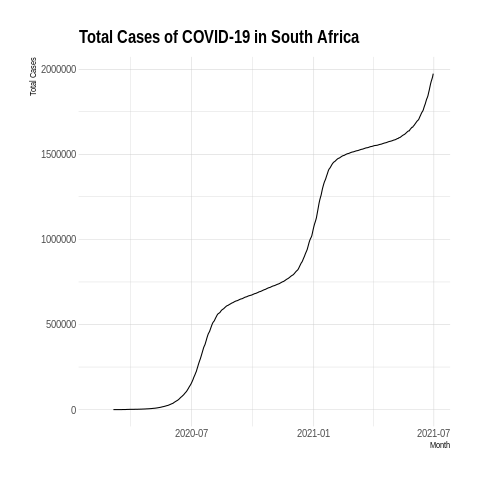 Total Cases of COVID-19 in South Africa
Total Cases
2000000
1500000
1000000
500000
0
2020-07
2021-01
2021-07
Month